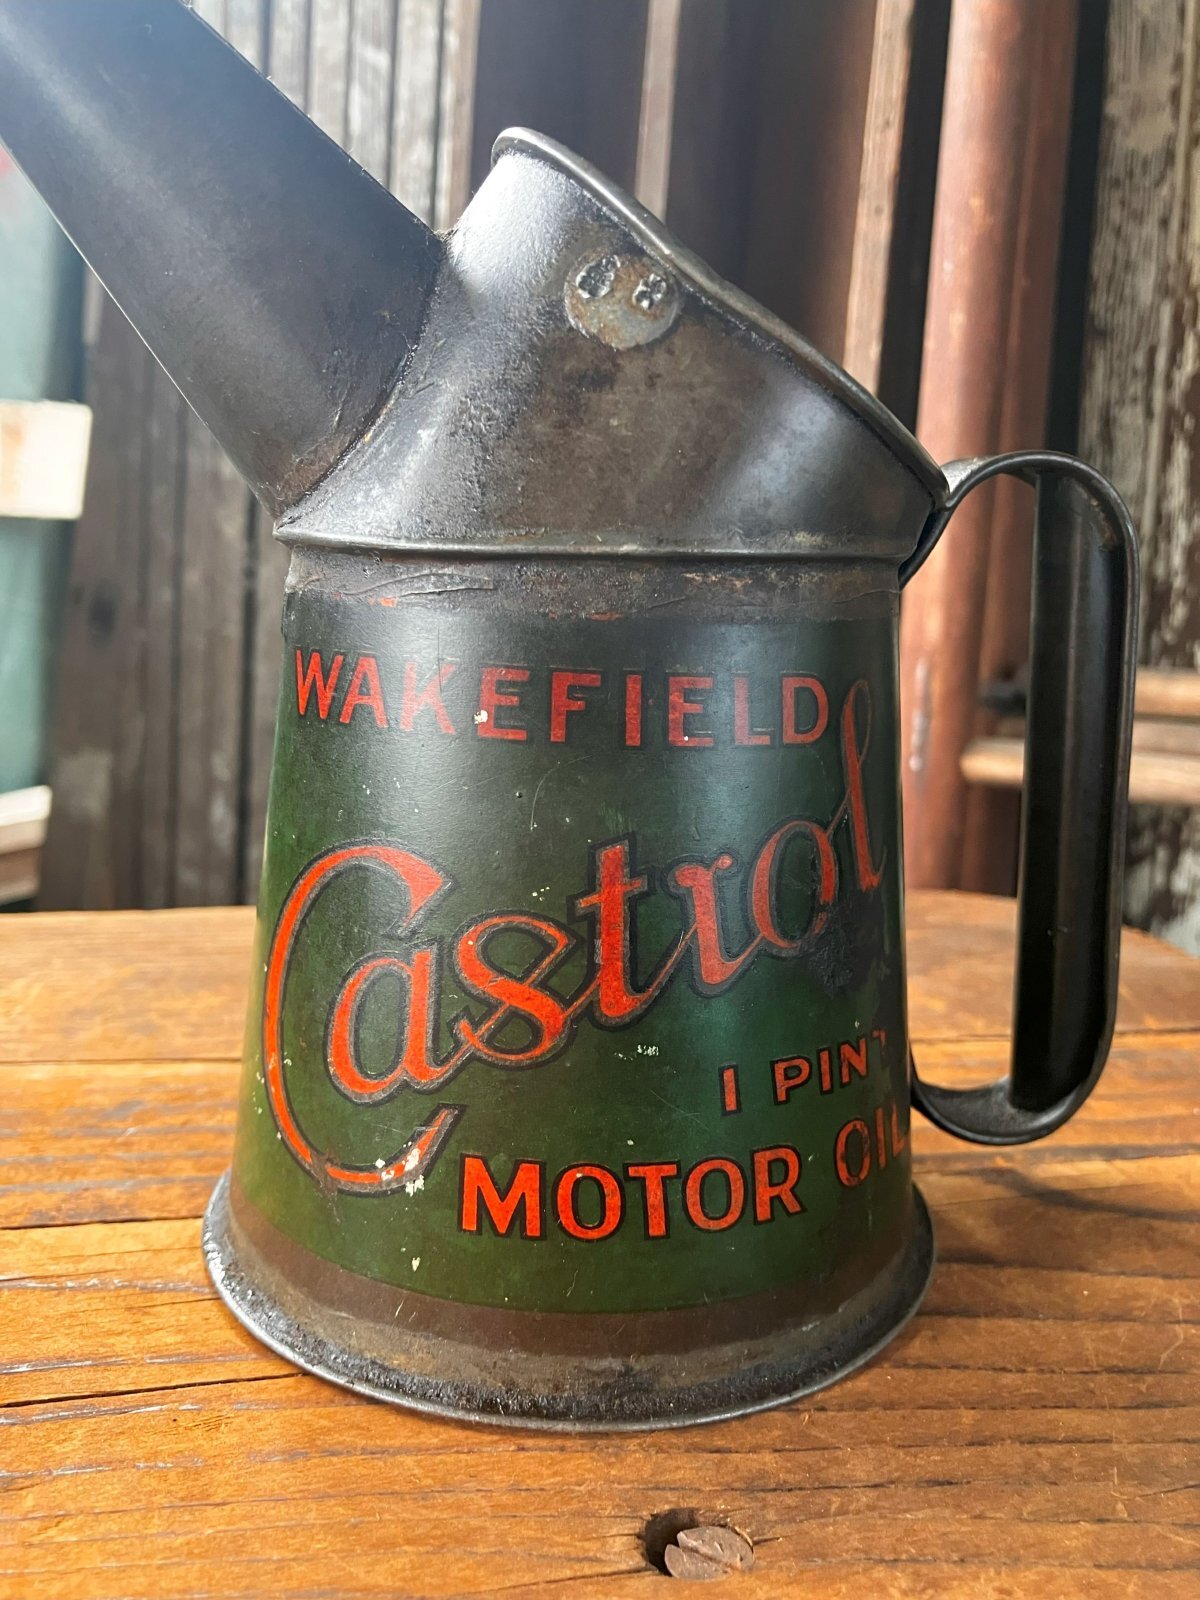 WAKEFIELD
Castrol
1 PINT
MOTOR OIL